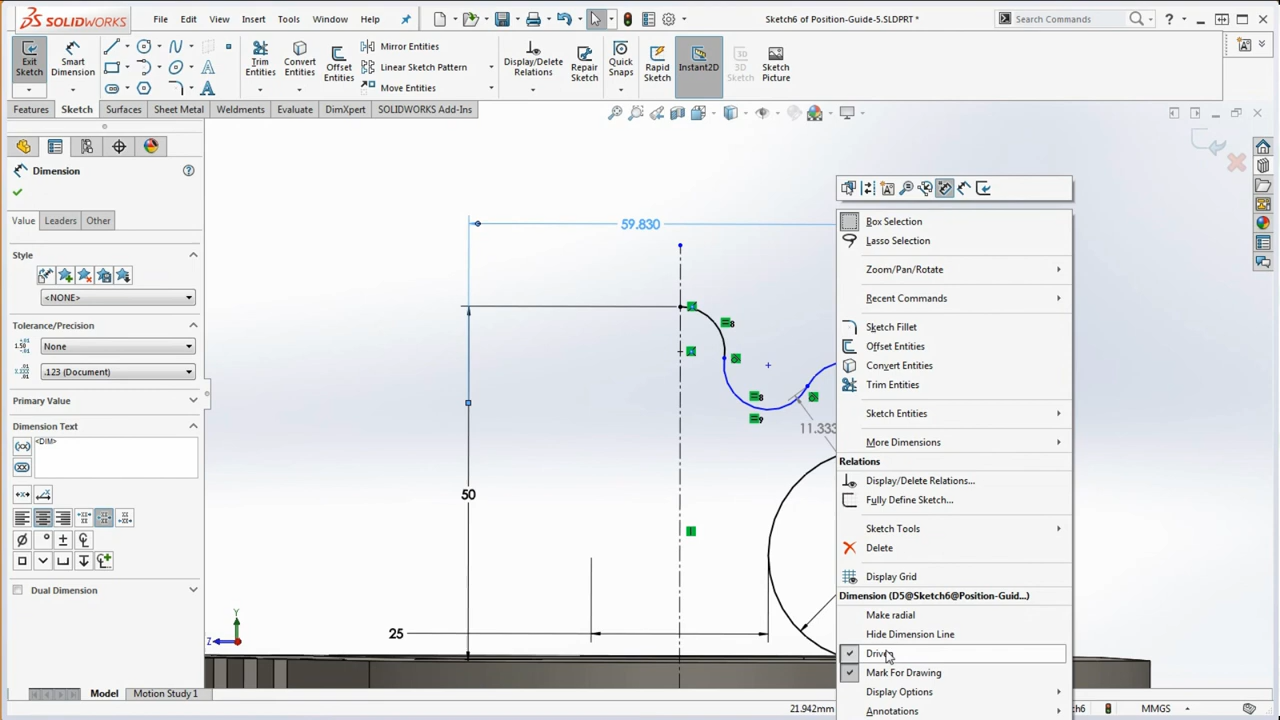 SOLIDWORKS
File
Edit
View
Insert
Tools
Window
Help
Sketch6 of Position-Guide-5.SLDPRT *
Search Commands
?
Exit Sketch
Smart Dimension
Trim Entities
Convert Entities
Offset Entities
Mirror Entities
Linear Sketch Pattern
Move Entities
Display/Delete Relations
Repair Sketch
Quick Snaps
Rapid Sketch
Instant2D
3D Sketch
Sketch Picture
Features
Sketch
Surfaces
Sheet Metal
Weldments
Evaluate
DimXpert
SOLIDWORKS Add-Ins
Dimension
Value
Leaders
Other
Style
<NONE>
Tolerance/Precision
None
.123 (Document)
Primary Value
Dimension Text
<DIM>
Dual Dimension
59.830
8
8
9
11.333
50
25
Y
Z
Box Selection
Lasso Selection
Zoom/Pan/Rotate
Recent Commands
Sketch Fillet
Offset Entities
Convert Entities
Trim Entities
Sketch Entities
More Dimensions
Relations
Display/Delete Relations...
Fully Define Sketch...
Sketch Tools
Delete
Display Grid
Dimension (D5@Sketch6@Position-Guid...)
Make radial
Hide Dimension Line
Mark For Drawing
Display Options
Annotations
Model
Motion Study 1
21.942mm
MMGS